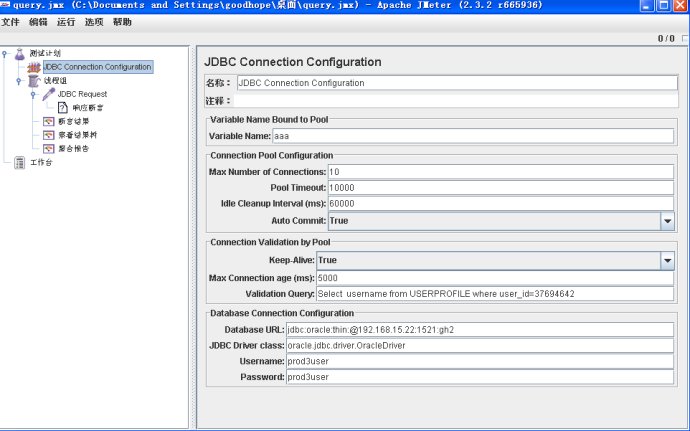 query.jmx (C:\Documents and Settings\goodhope\桌面\query.jmx) - Apache JMeter (2.3.2 r665936)
文件 编辑 运行 选项 帮助
0 / 0
测试计划
JDBC Connection Configuration
线程组
JDBC Request
响应断言
断言结果
察看结果树
聚合报告
工作台
JDBC Connection Configuration
名称: JDBC Connection Configuration
注释:
Variable Name Bound to Pool
Variable Name: aaa
Connection Pool Configuration
Max Number of Connections: 10
Pool Timeout: 10000
Idle Cleanup Interval (ms): 60000
Auto Commit: True
Connection Validation by Pool
Keep-Alive: True
Max Connection age (ms): 5000
Validation Query: Select username from USERPROFILE where user_id=37694642
Database Connection Configuration
Database URL: jdbc:oracle:thin:@192.168.15.22:1521:gh2
JDBC Driver class: oracle.jdbc.driver.OracleDriver
Username: prod3user
Password: prod3user